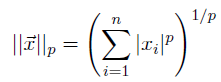 $||\vec{x}||_p = \left( \sum_{i=1}^{n} |x_i|^p \right)^{1/p}$